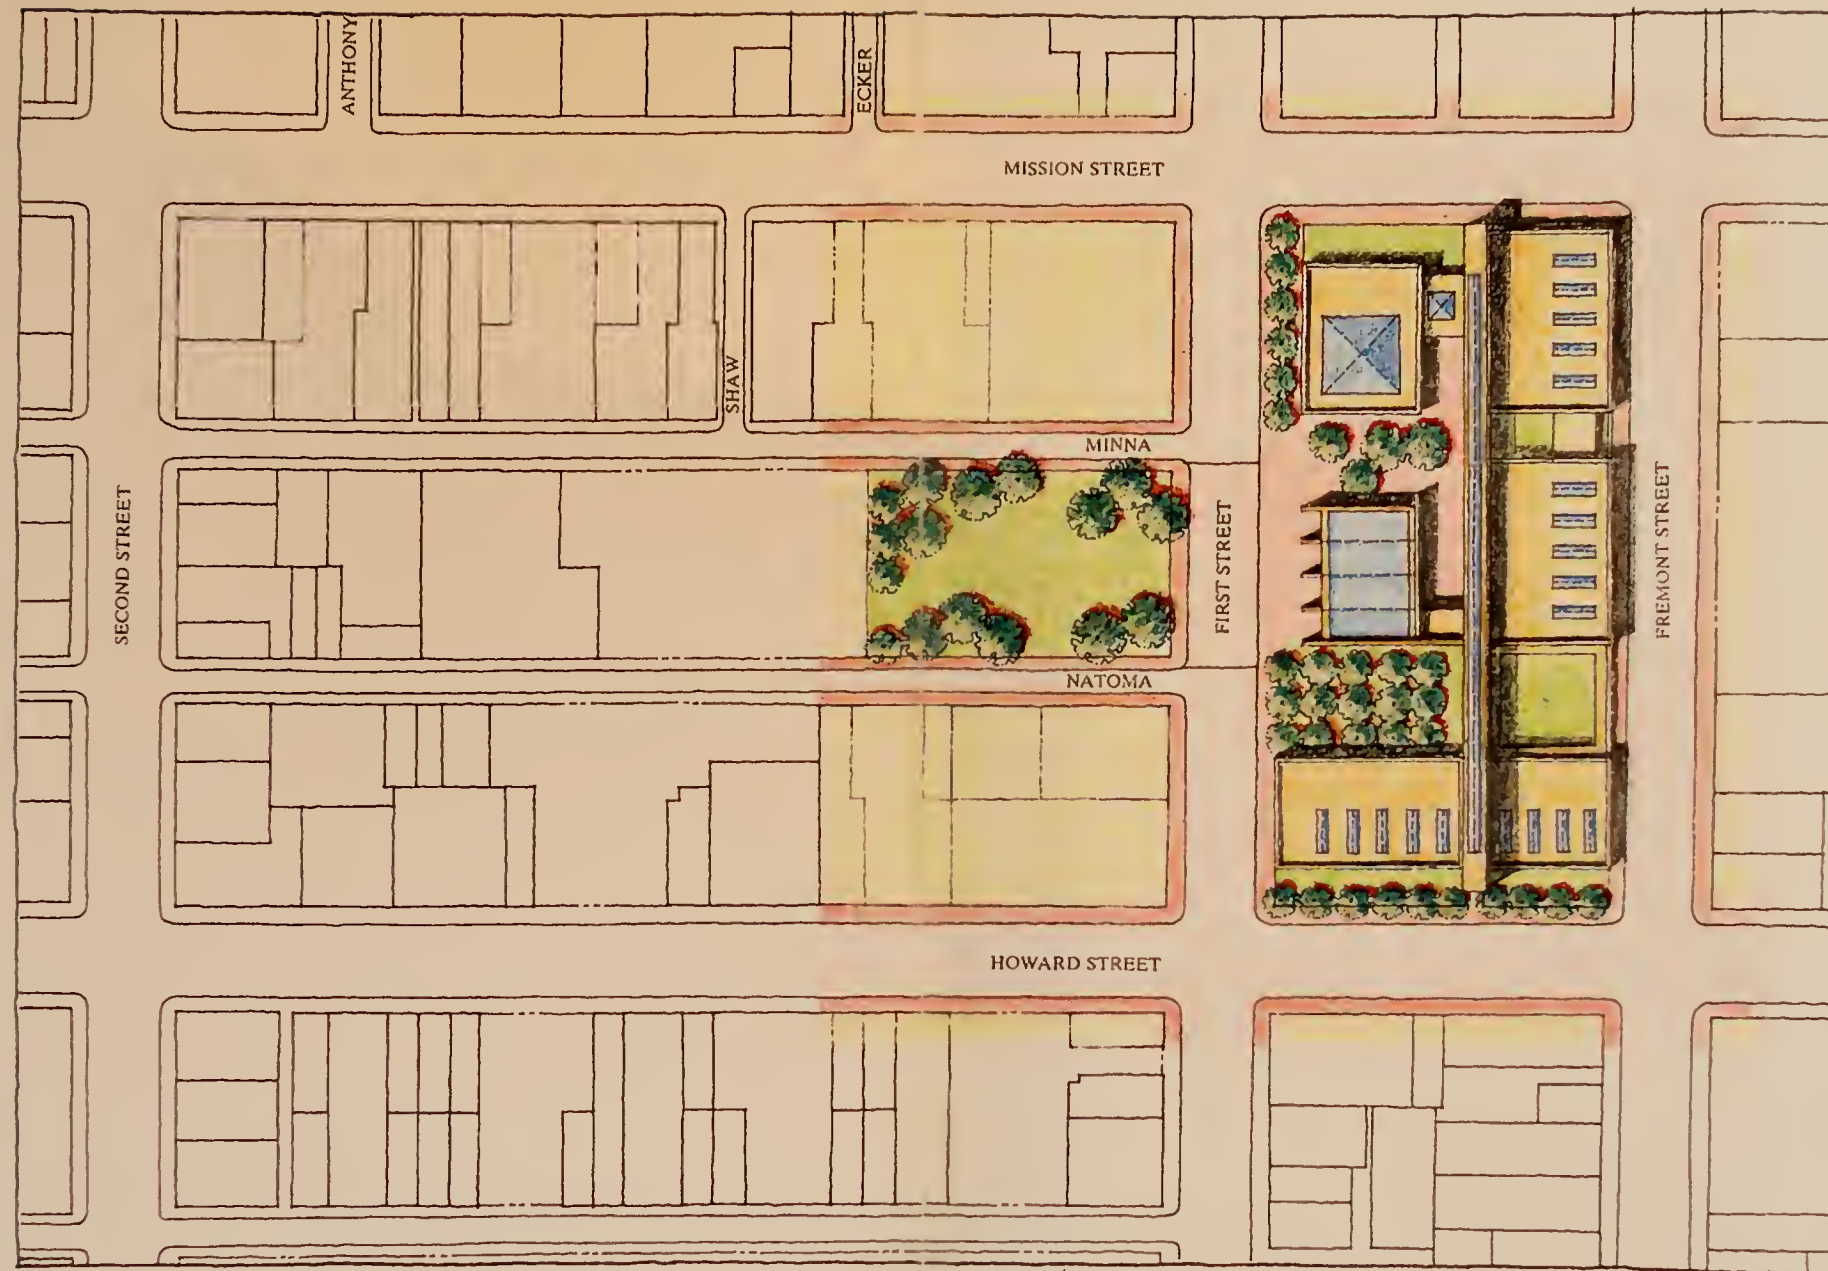 ANTHONY
ECKER
MISSION STREET
SHAW
MINNA
SECOND STREET
FIRST STREET
FREMONT STREET
NATOMA
HOWARD STREET